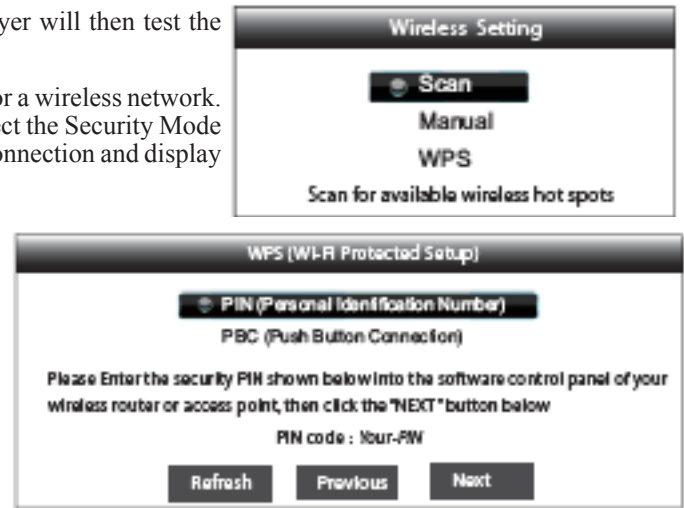 yer will then test the
Wireless Setting
Scan
or a wireless network.
ect the Security Mode
Manual
onnection and display
WPS
Scan for available wireless hot spots
WPS (Wi-Fi Protected Setup)
PIN (Personal Identification Number)
PBC (Push Button Connection)
Please Enter the security PIN shown below into the software control panel of your
wireless router or access point, then click the "NEXT" button below
PIN code : Your-PIN
Refresh Previous Next